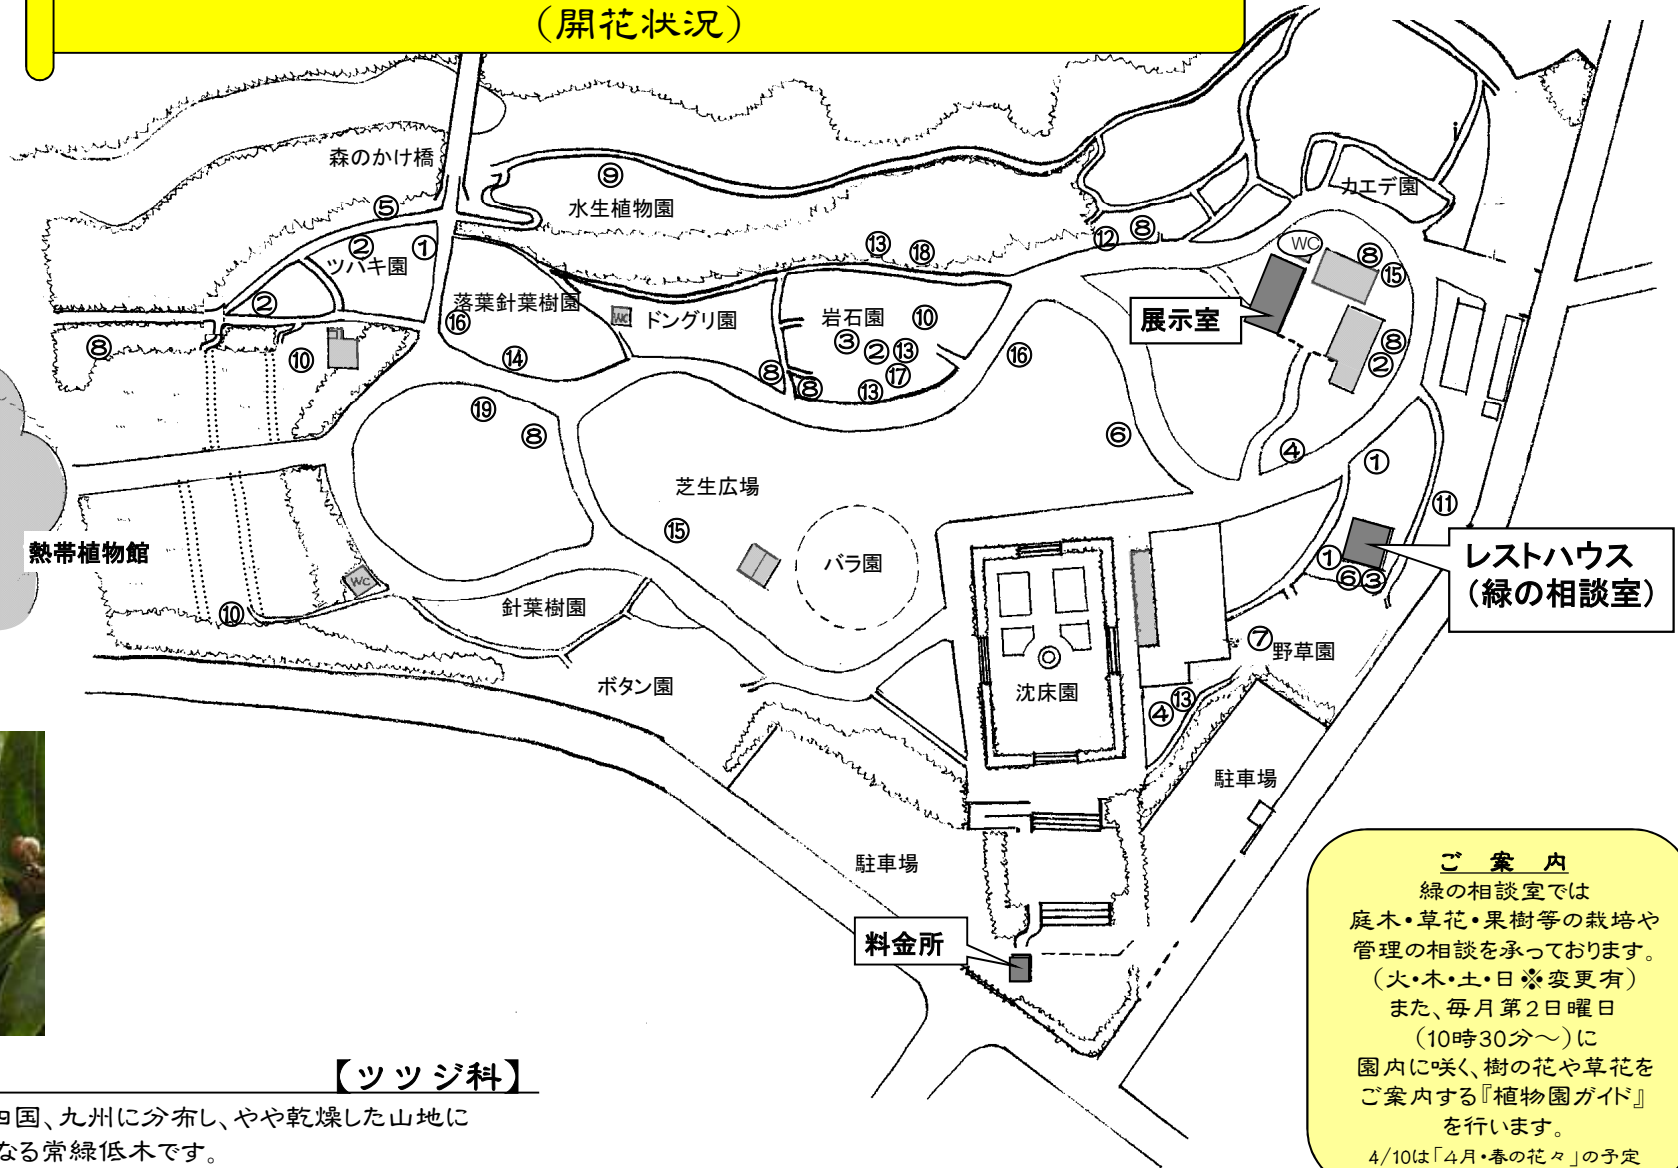 （開花状況）
森のかけ橋
⑨
水生植物園
カエデ園
⑤
②
①
ツバキ園
②
⑬
⑱
⑫
⑧
WC
⑧
⑮
落葉針葉樹園
⑯
WC
ドングリ園
岩石園
⑩
③
②
⑬
⑰
⑬
⑯
展示室
⑧
②
⑧
⑩
⑭
⑧
⑧
⑲
⑧
⑥
④
①
⑪
芝生広場
⑮
バラ園
熱帯植物館
WC
⑩
針葉樹園
ボタン園
沈床園
①
⑥
③
レストハウス
（緑の相談室）
⑦
野草園
④
⑬
駐車場
駐車場
料金所
ご　案　内
緑の相談室では
庭木・草花・果樹等の栽培や
管理の相談を承っております。
（火・木・土・日※変更有）
また、毎月第２日曜日
（10時30分～）に
園内に咲く、樹の花や草花を
ご案内する『植物園ガイド』
を行います。
4/10は「4月・春の花々」の予定
【ツツジ科】
国、九州に分布し、やや乾燥した山地に
なる常緑低木です。